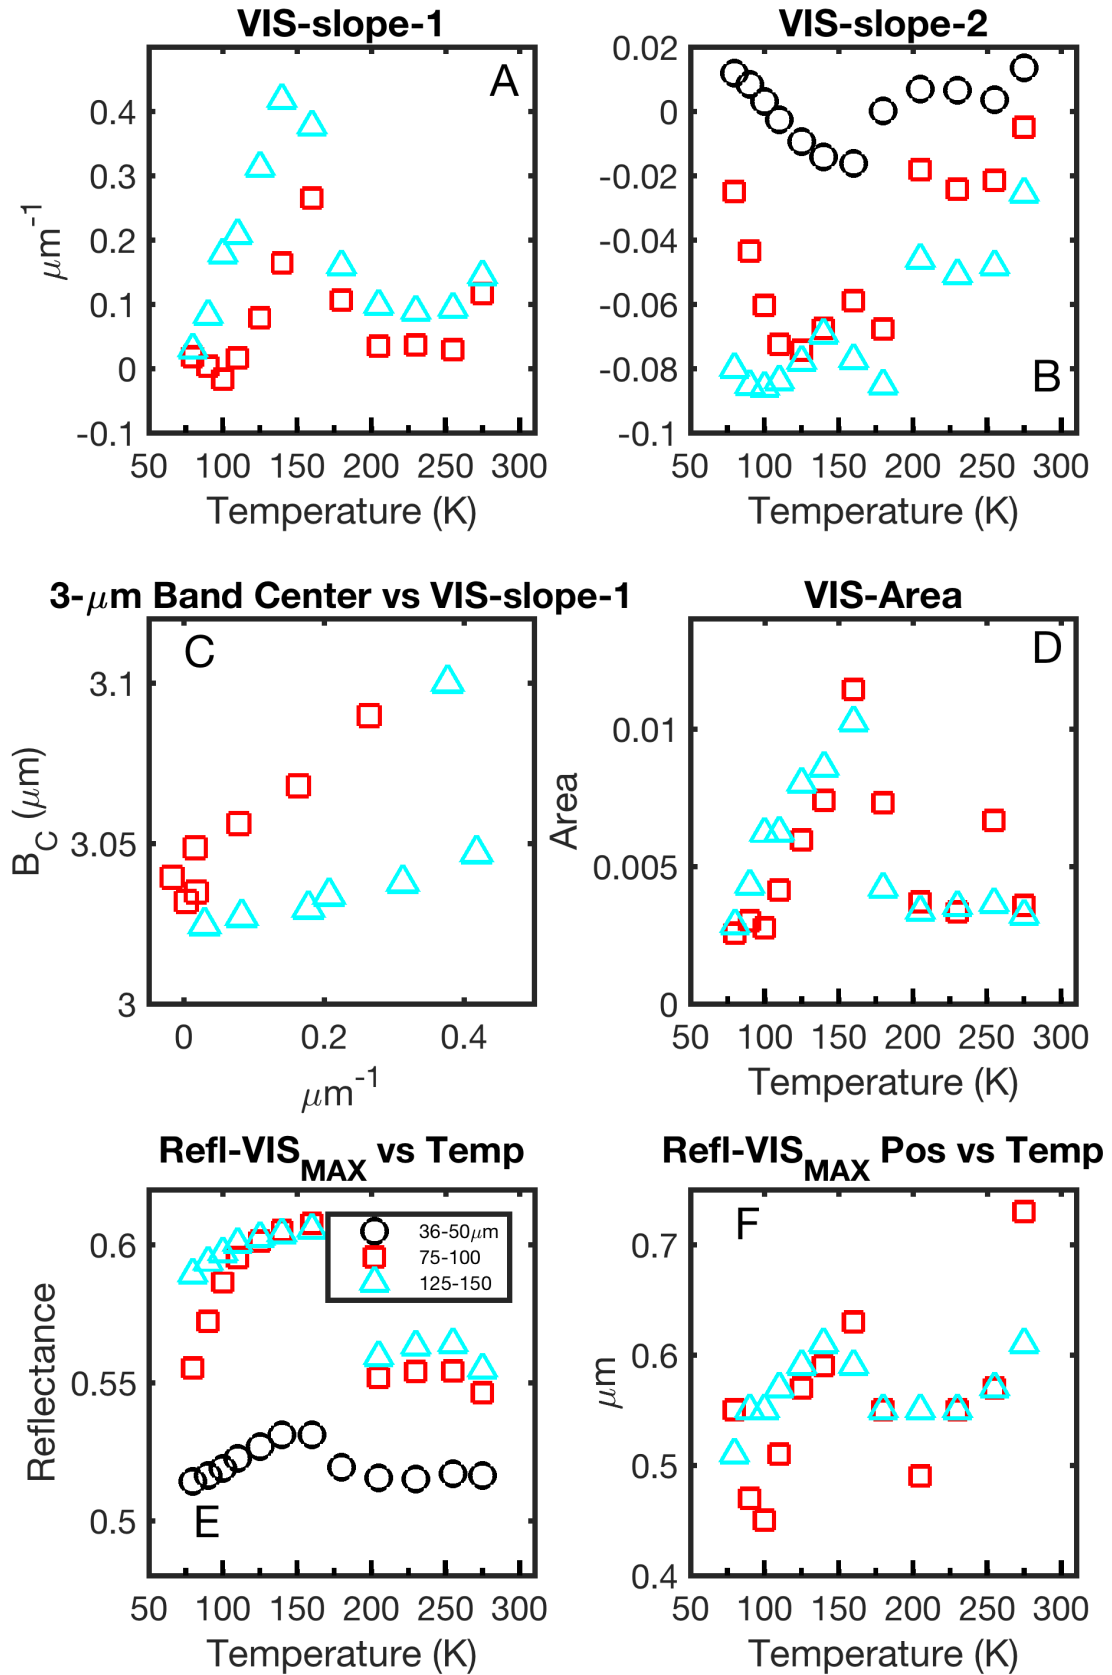 VIS-slope-1
VIS-slope-2
A
0.4
0.3
0.2
0.1
0
-0.1
μm-1
50 100 150 200 250 300
Temperature (K)
0.02
0
-0.02
-0.04
-0.06
-0.08
-0.1
B
50 100 150 200 250 300
Temperature (K)
3-μm Band Center vs VIS-slope-1
C
3.1
3.05
3
BC (μm)
0 0.2 0.4
μm-1
VIS-Area
D
0.01
0.005
0
Area
50 100 150 200 250 300
Temperature (K)
Refl-VISMAX vs Temp
0.6
0.55
0.5
Reflectance
36-50μm
75-100
125-150
E
50 100 150 200 250 300
Temperature (K)
Refl-VISMAX Pos vs Temp
F
0.7
0.6
0.5
0.4
μm
50 100 150 200 250 300
Temperature (K)